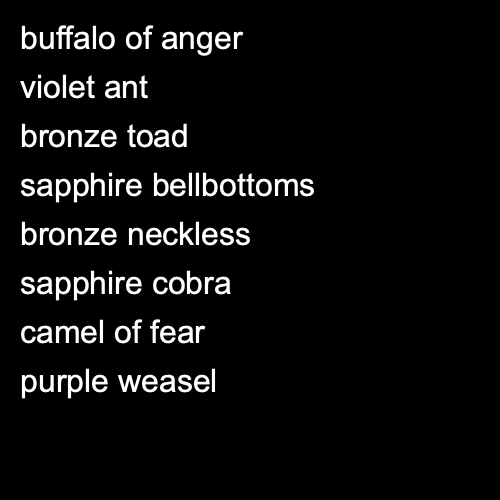 buffalo of anger
violet ant
bronze toad
sapphire bellbottoms
bronze neckless
sapphire cobra
camel of fear
purple weasel